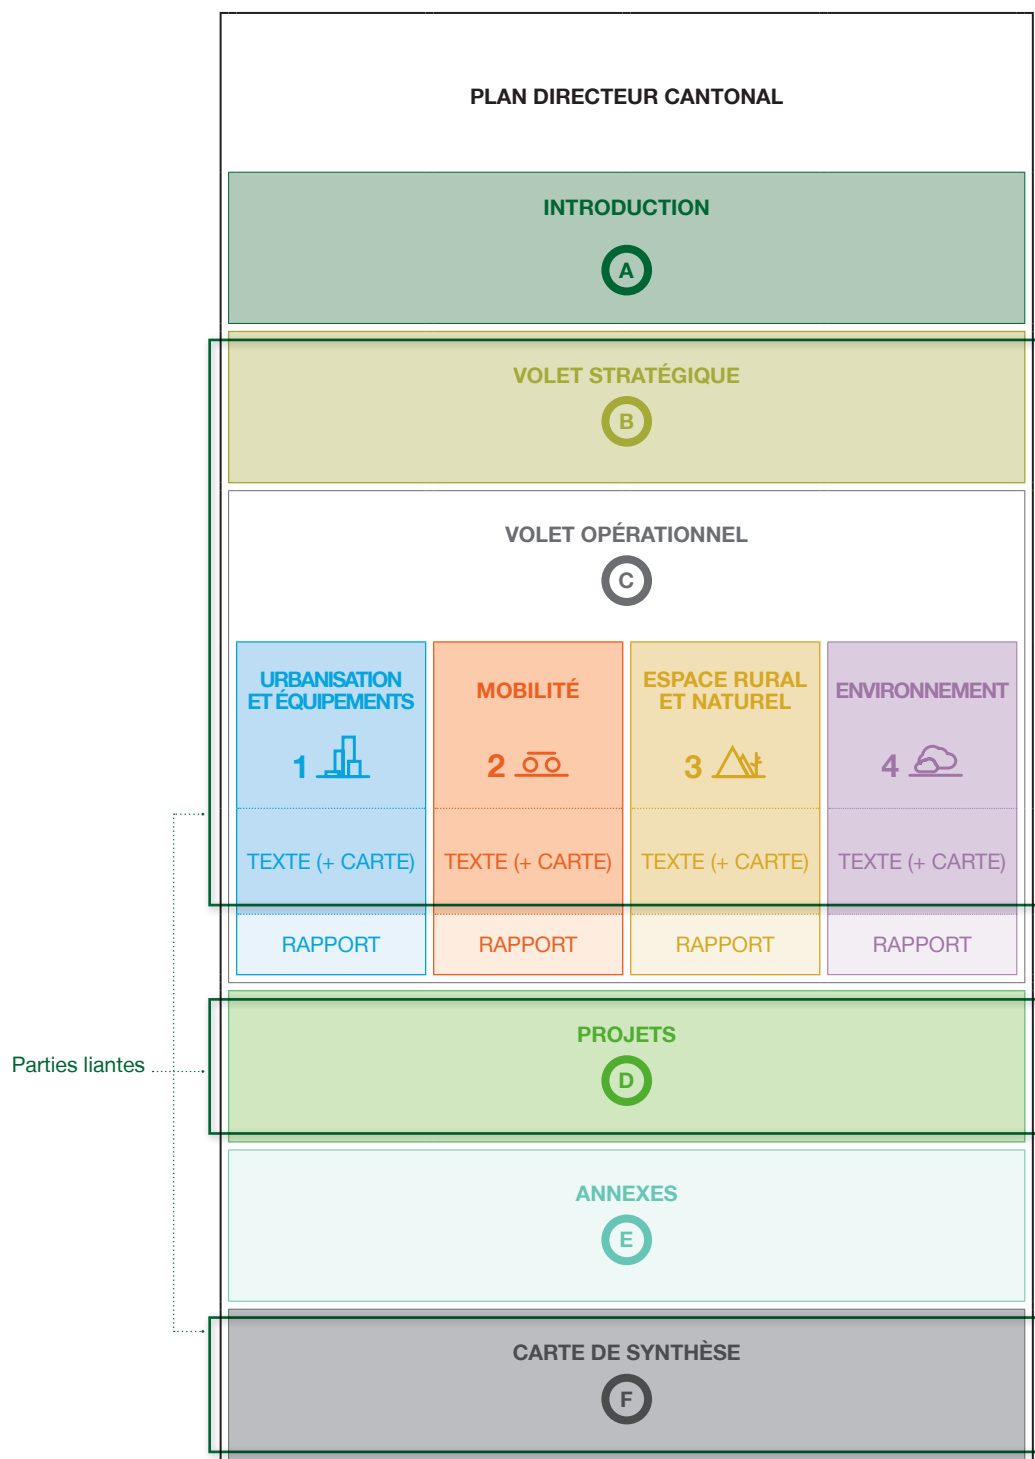 PLAN DIRECTEUR CANTONAL
INTRODUCTION
A
VOLET STRATÉGIQUE
B
VOLET OPÉRATIONNEL
C
URBANISATION
ET ÉQUIPEMENTS
1
TEXTE (+ CARTE)
RAPPORT
MOBILITÉ
2
TEXTE (+ CARTE)
RAPPORT
ESPACE RURAL
ET NATUREL
3
TEXTE (+ CARTE)
RAPPORT
ENVIRONNEMENT
4
TEXTE (+ CARTE)
RAPPORT
Parties liantes
PROJETS
D
ANNEXES
E
CARTE DE SYNTHÈSE
F